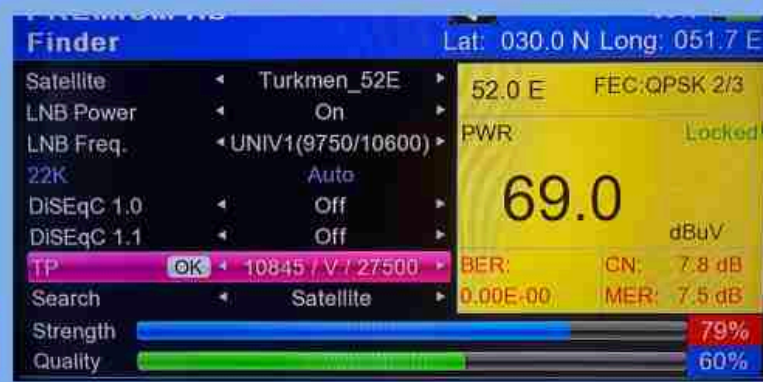 Finder
Lat: 030.0 N Long: 051.7 E
Satellite Turkmen_52E
LNB Power On
LNB Freq. UNIV1(9750/10600)
22K Auto
DiSEqC 1.0 Off
DiSEqC 1.1 Off
TP OK 10845 / V / 27500
Search Satellite
52.0 E FEC:QPSK 2/3
PWR Locked
69.0
dBuV
BER: CN: 7.8 dB
0.00E-00 MER: 7.5 dB
Strength 79%
Quality 60%